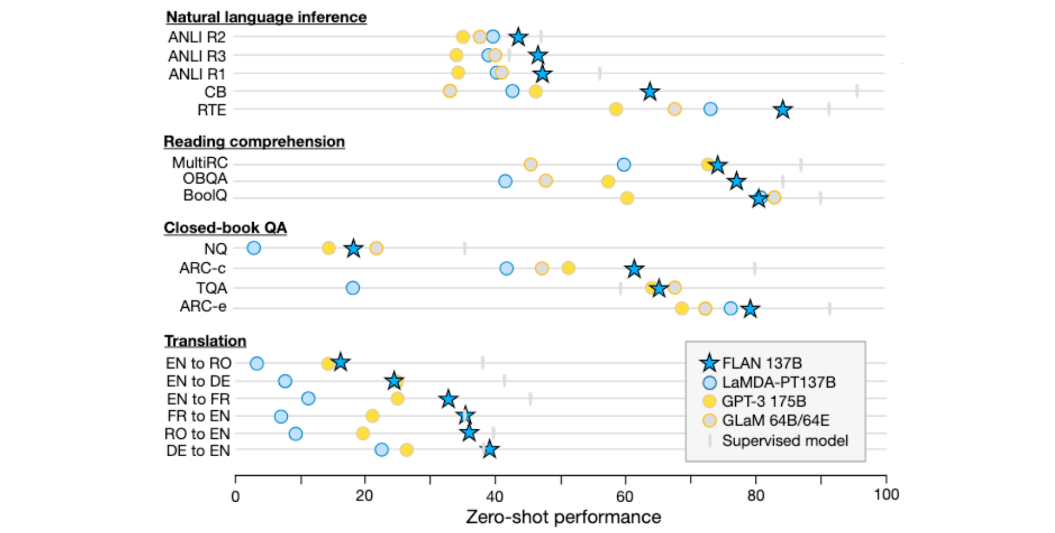 Natural language inference
ANLI R2
ANLI R3
ANLI R1
CB
RTE
Reading comprehension
MultiRC
OBQA
BoolQ
Closed-book QA
NQ
ARC-c
TQA
ARC-e
Translation
EN to RO
EN to DE
EN to FR
FR to EN
RO to EN
DE to EN
FLAN 137B
LaMDA-PT137B
GPT-3 175B
GLaM 64B/64E
Supervised model
0 20 40 60 80 100
Zero-shot performance